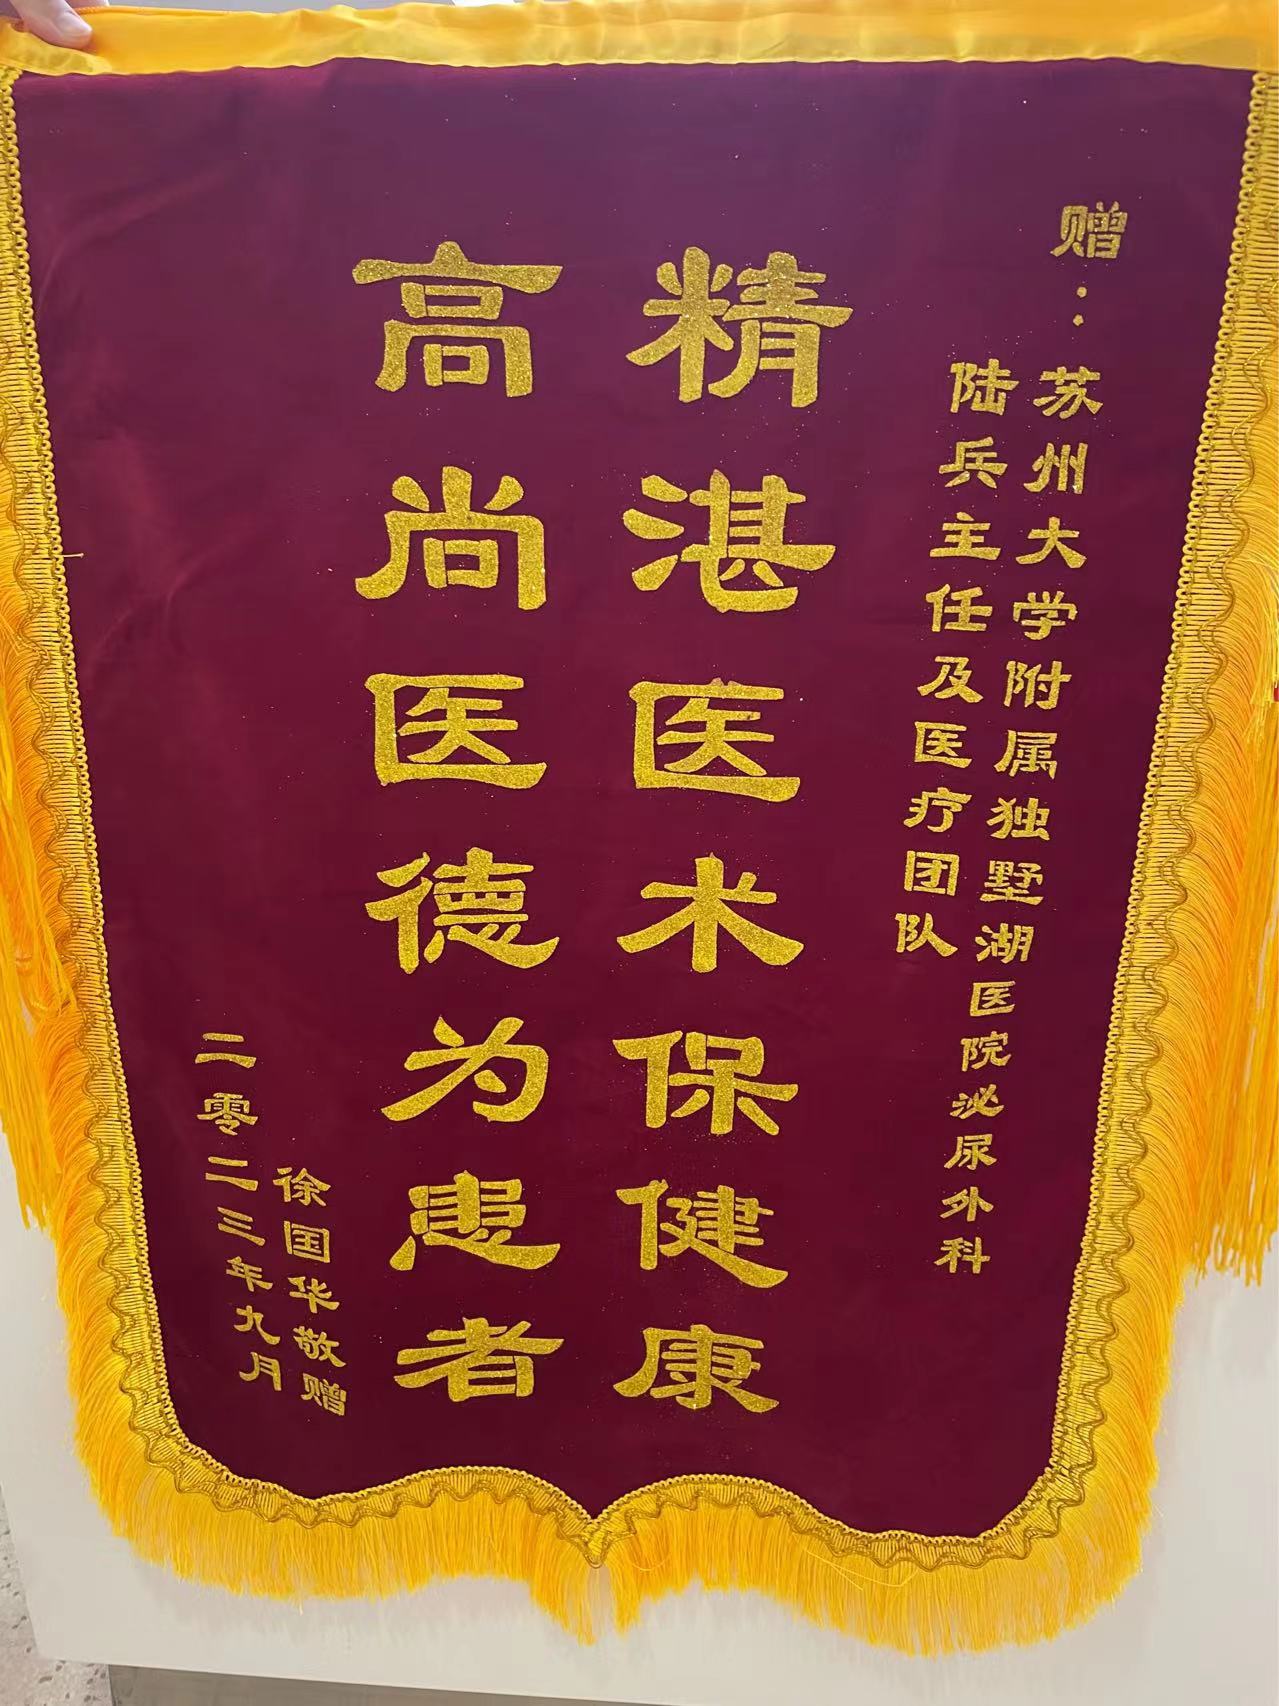 赠：苏州大学附属独墅湖医院泌尿外科
陆兵主任及医疗团队
精湛医术保健康
高尚医德为患者
徐国华敬赠
二零二三年九月